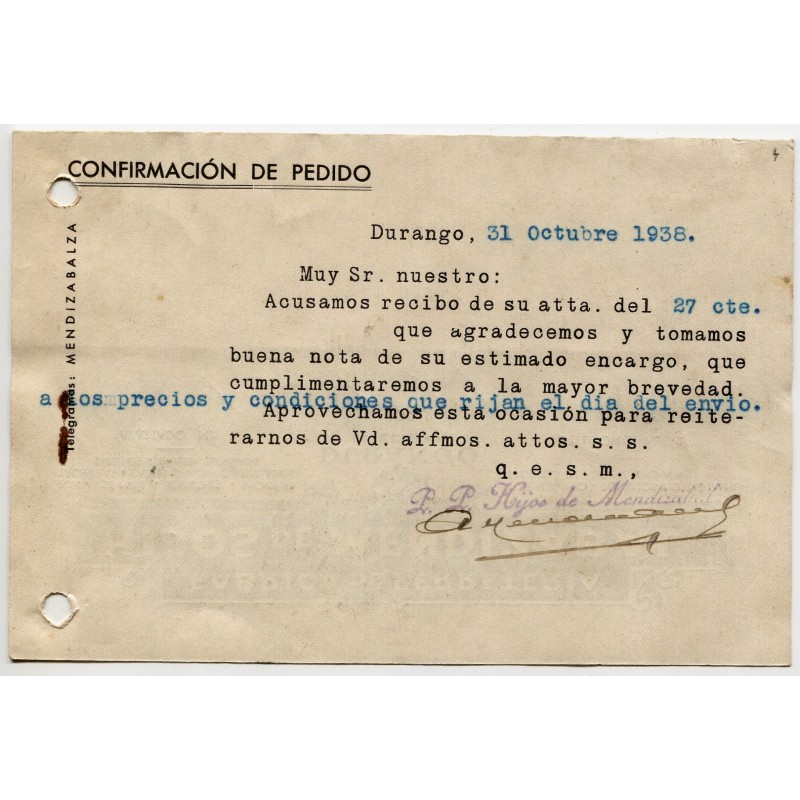 CONFIRMACIÓN DE PEDIDO
Telegramas: MENDIZABALZA
Durango, 31 Octubre 1938.
Muy Sr. nuestro:
Acusamos recibo de su atta. del 27 cte.
que agradecemos y tomamos
buena nota de su estimado encargo, que
cumplimentaremos a la mayor brevedad.
a los precios y condiciones que rijan el dia del envio.
Aprovechamos esta ocasión para reite-
rarnos de Vd. affmos. attos. s. s.
q. e. s. m.,
P. P. Hijos de Mendizabal